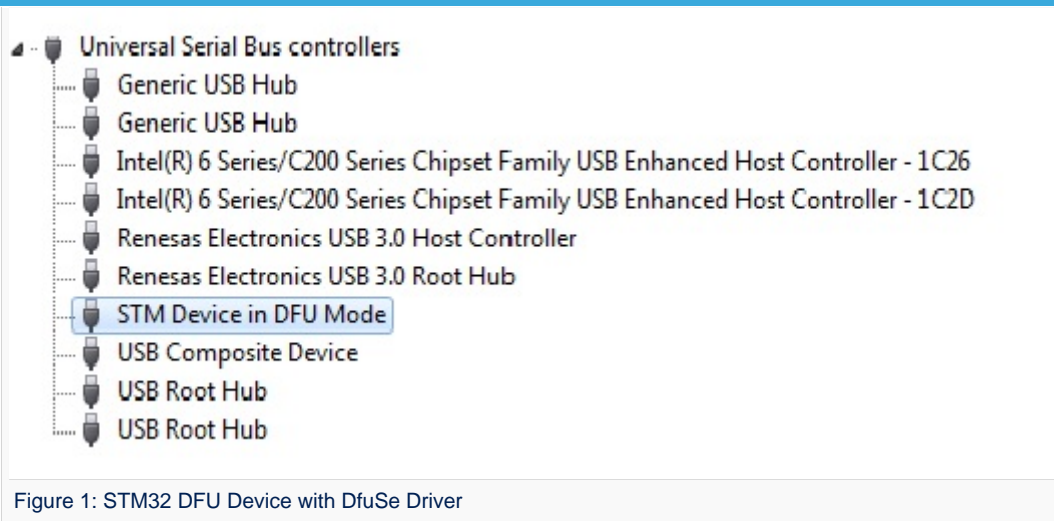 Universal Serial Bus controllers
Generic USB Hub
Generic USB Hub
Intel(R) 6 Series/C200 Series Chipset Family USB Enhanced Host Controller - 1C26
Intel(R) 6 Series/C200 Series Chipset Family USB Enhanced Host Controller - 1C2D
Renesas Electronics USB 3.0 Host Controller
Renesas Electronics USB 3.0 Root Hub
STM Device in DFU Mode
USB Composite Device
USB Root Hub
USB Root Hub
Figure 1: STM32 DFU Device with DfuSe Driver